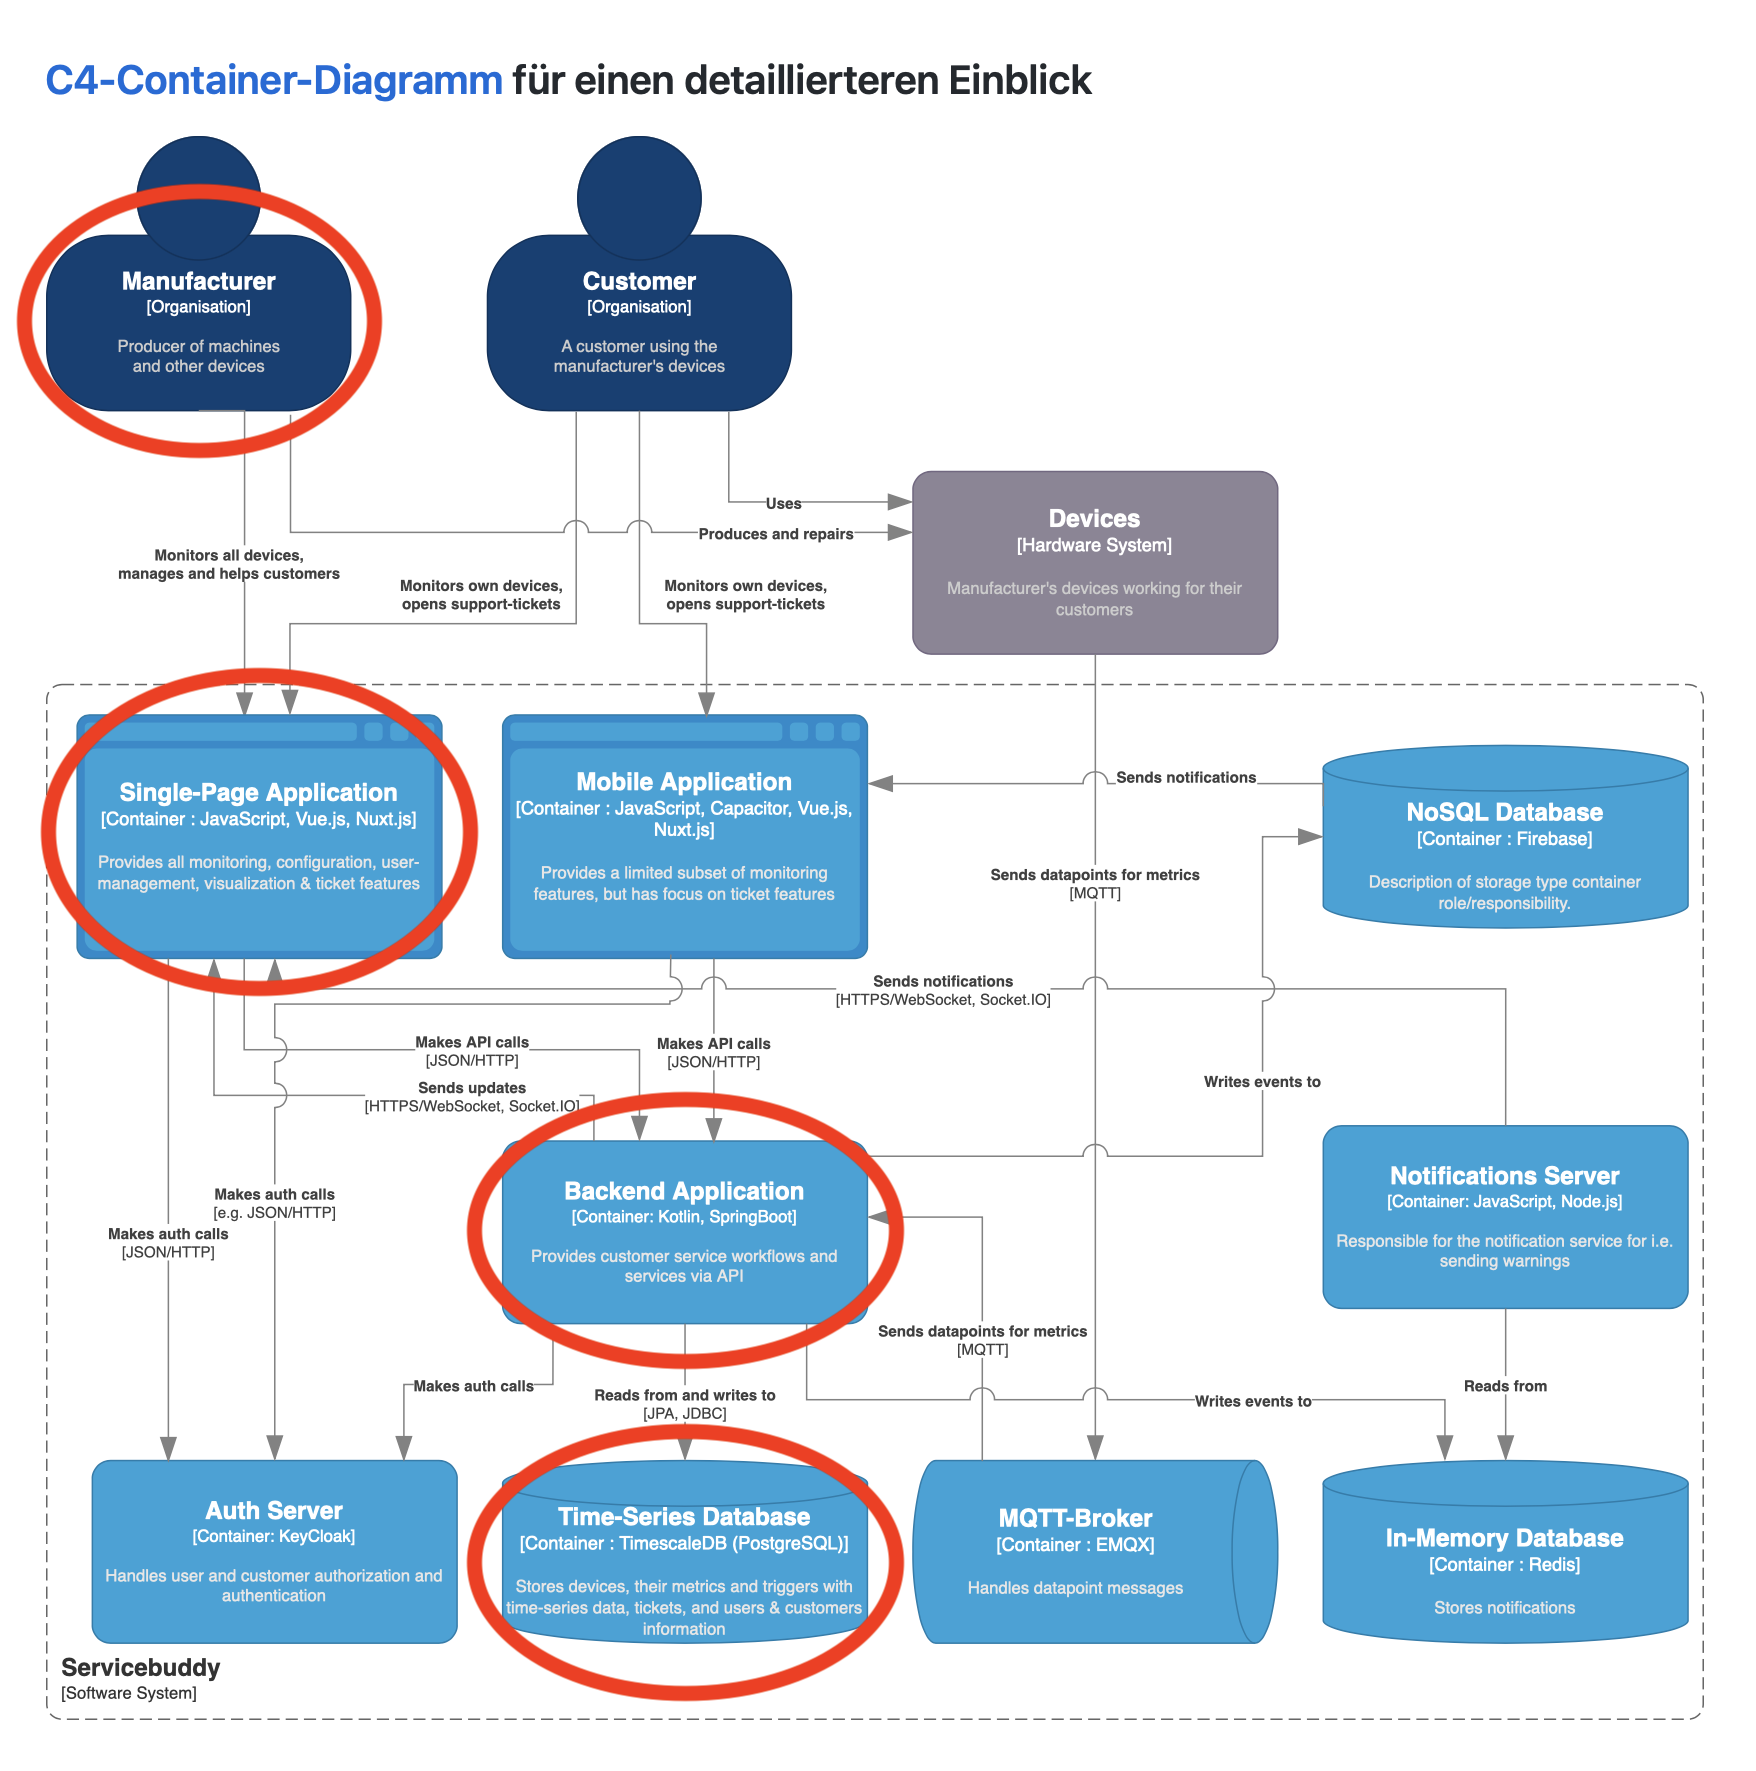 C4-Container-Diagramm für einen detaillierteren Einblick
Manufacturer
[Organisation]
Producer of machines
and other devices
Customer
[Organisation]
A customer using the
manufacturer's devices
Uses
Produces and repairs
Devices
[Hardware System]
Manufacturer's devices working for their
customers
Monitors all devices,
manages and helps customers
Monitors own devices,
opens support-tickets
Monitors own devices,
opens support-tickets
Single-Page Application
[Container : JavaScript, Vue.js, Nuxt.js]
Provides all monitoring, configuration, user-
management, visualization & ticket features
Mobile Application
[Container : JavaScript, Capacitor, Vue.js,
Nuxt.js]
Provides a limited subset of monitoring
features, but has focus on ticket features
Sends notifications
NoSQL Database
[Container : Firebase]
Description of storage type container
role/responsibility.
Sends datapoints for metrics
[MQTT]
Sends notifications
[HTTPS/WebSocket, Socket.IO]
Makes API calls
[JSON/HTTP]
Makes API calls
[JSON/HTTP]
Sends updates
[HTTPS/WebSocket, Socket.IO]
Writes events to
Makes auth calls
[e.g. JSON/HTTP]
Makes auth calls
[JSON/HTTP]
Backend Application
[Container: Kotlin, SpringBoot]
Provides customer service workflows and
services via API
Notifications Server
[Container: JavaScript, Node.js]
Responsible for the notification service for i.e.
sending warnings
Sends datapoints for metrics
[MQTT]
Makes auth calls
Reads from and writes to
[JPA, JDBC]
Writes events to
Reads from
Auth Server
[Container: KeyCloak]
Handles user and customer authorization and
authentication
Time-Series Database
[Container : TimescaleDB (PostgreSQL)]
Stores devices, their metrics and triggers with
time-series data, tickets, and users & customers
information
MQTT-Broker
[Container : EMQX]
Handles datapoint messages
In-Memory Database
[Container : Redis]
Stores notifications
Servicebuddy
[Software System]